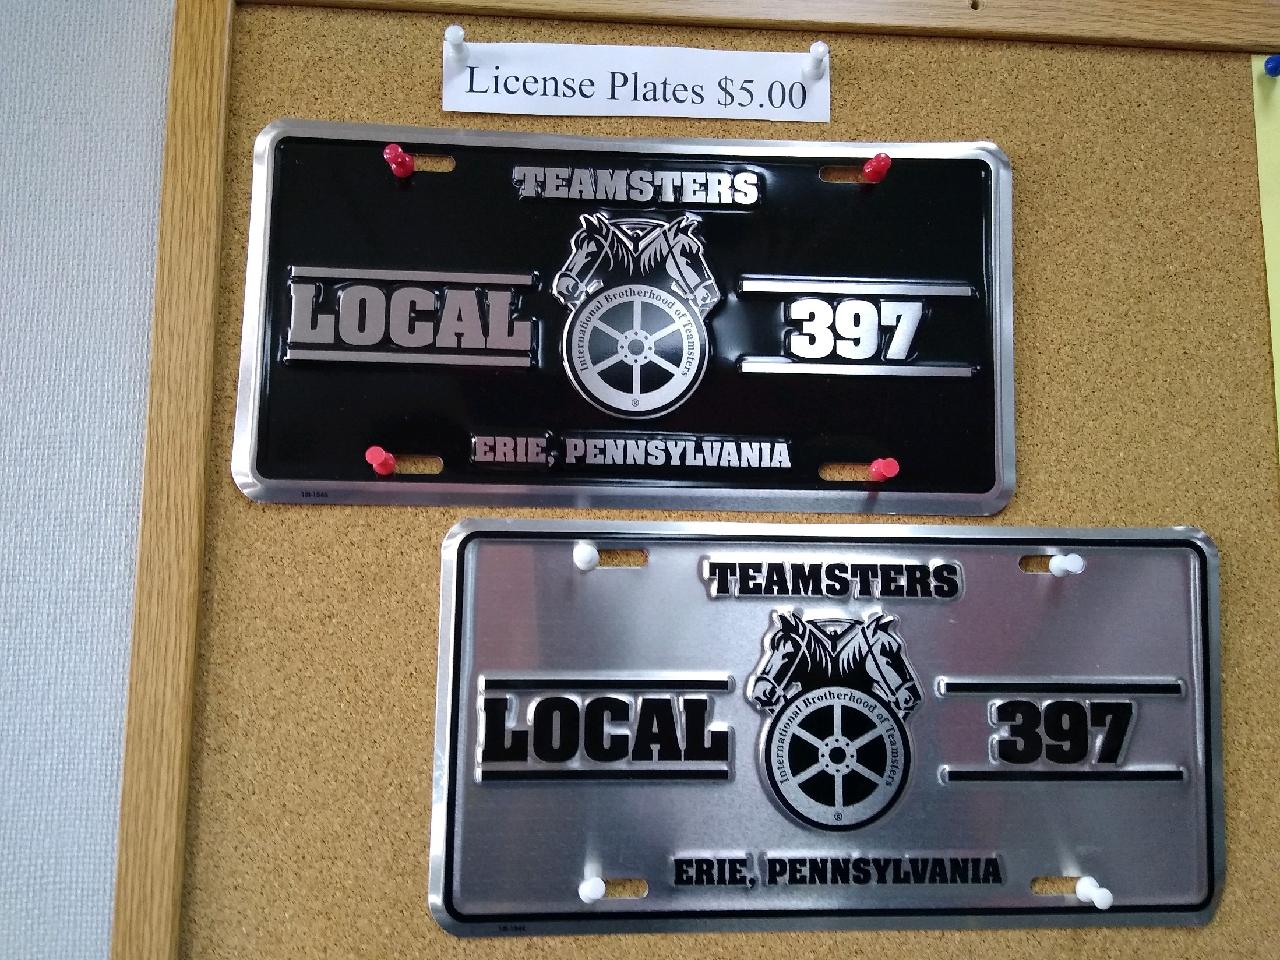 License Plates $5.00
TEAMSTERS
LOCAL
International Brotherhood of Teamsters
®
397
ERIE, PENNSYLVANIA
TEAMSTERS
LOCAL
International Brotherhood of Teamsters
®
397
ERIE, PENNSYLVANIA